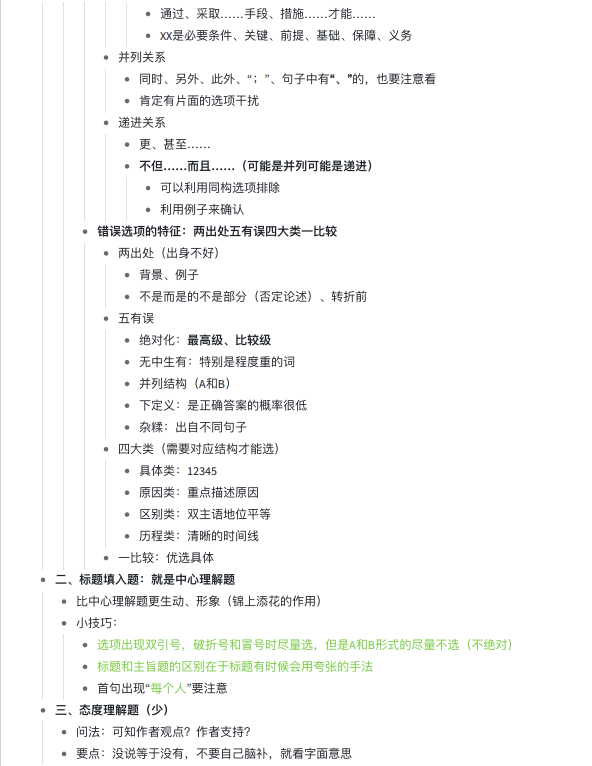 通过、采取……手段、措施……才能……
XX是必要条件、关键、前提、基础、保障、义务
并列关系
同时、另外、此外、“；”、句子中有“、”的，也要注意看
肯定有片面的选项干扰
递进关系
更、甚至……
不但……而且……（可能是并列可能是递进）
可以利用同构选项排除
利用例子来确认
错误选项的特征：两出处五有误四大类一比较
两出处（出身不好）
背景、例子
不是而是的不是部分（否定论述）、转折前
五有误
绝对化：最高级、比较级
无中生有：特别是程度重的词
并列结构（A和B）
下定义：是正确答案的概率很低
杂糅：出自不同句子
四大类（需要对应结构才能选）
具体类：12345
原因类：重点描述原因
区别类：双主语地位平等
历程类：清晰的时间线
一比较：优选具体
二、标题填入题：就是中心理解题
比中心理解题更生动、形象（锦上添花的作用）
小技巧：
选项出现双引号，破折号和冒号时尽量选，但是A和B形式的尽量不选（不绝对）
标题和主旨题的区别在于标题有时候会用夸张的手法
首句出现“每个人”要注意
三、态度理解题（少）
问法：可知作者观点？作者支持？
要点：没说等于没有，不要自己脑补，就看字面意思